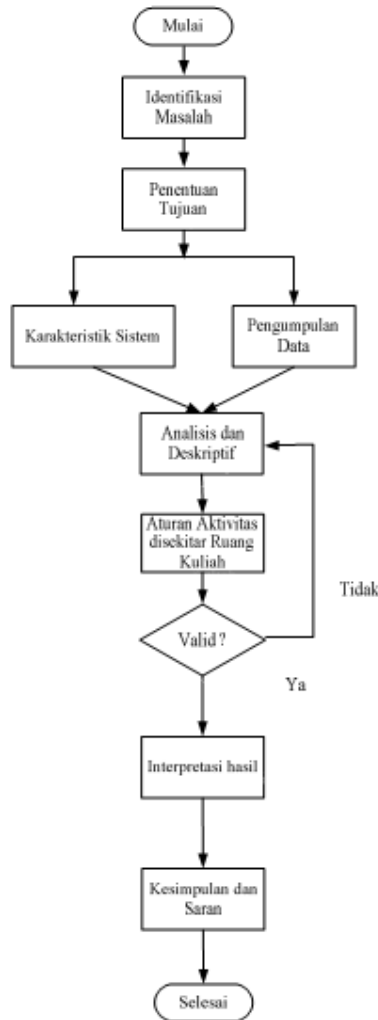 Mulai
Identifikasi
Masalah
Penentuan
Tujuan
Karakteristik Sistem
Pengumpulan
Data
Analisis dan
Deskriptif
Aturan Aktivitas
disekitar Ruang
Kuliah
Tidak
Valid ?
Ya
Interpretasi hasil
Kesimpulan dan
Saran
Selesai